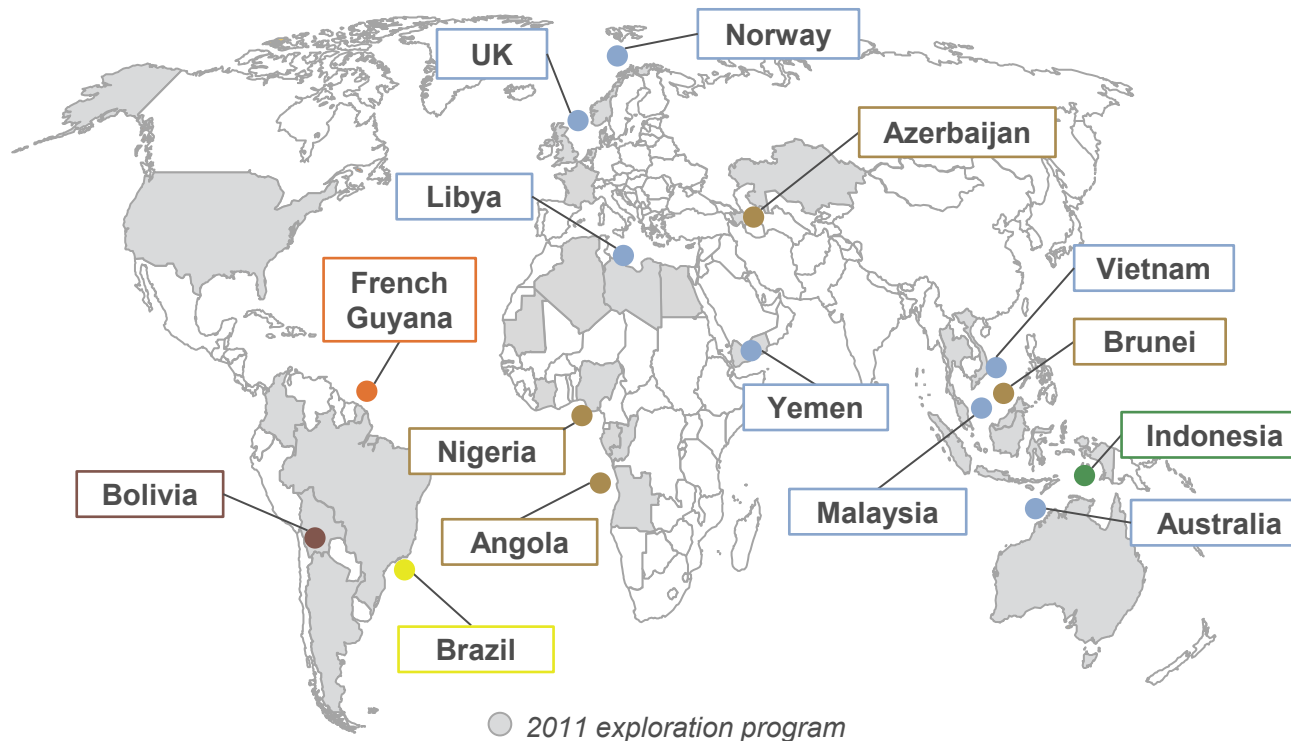 Norway
UK
Azerbaijan
Libya
Vietnam
French
Guyana
Brunei
Yemen
Nigeria
Indonesia
Bolivia
Malaysia
Australia
Angola
Brazil
2011 exploration program